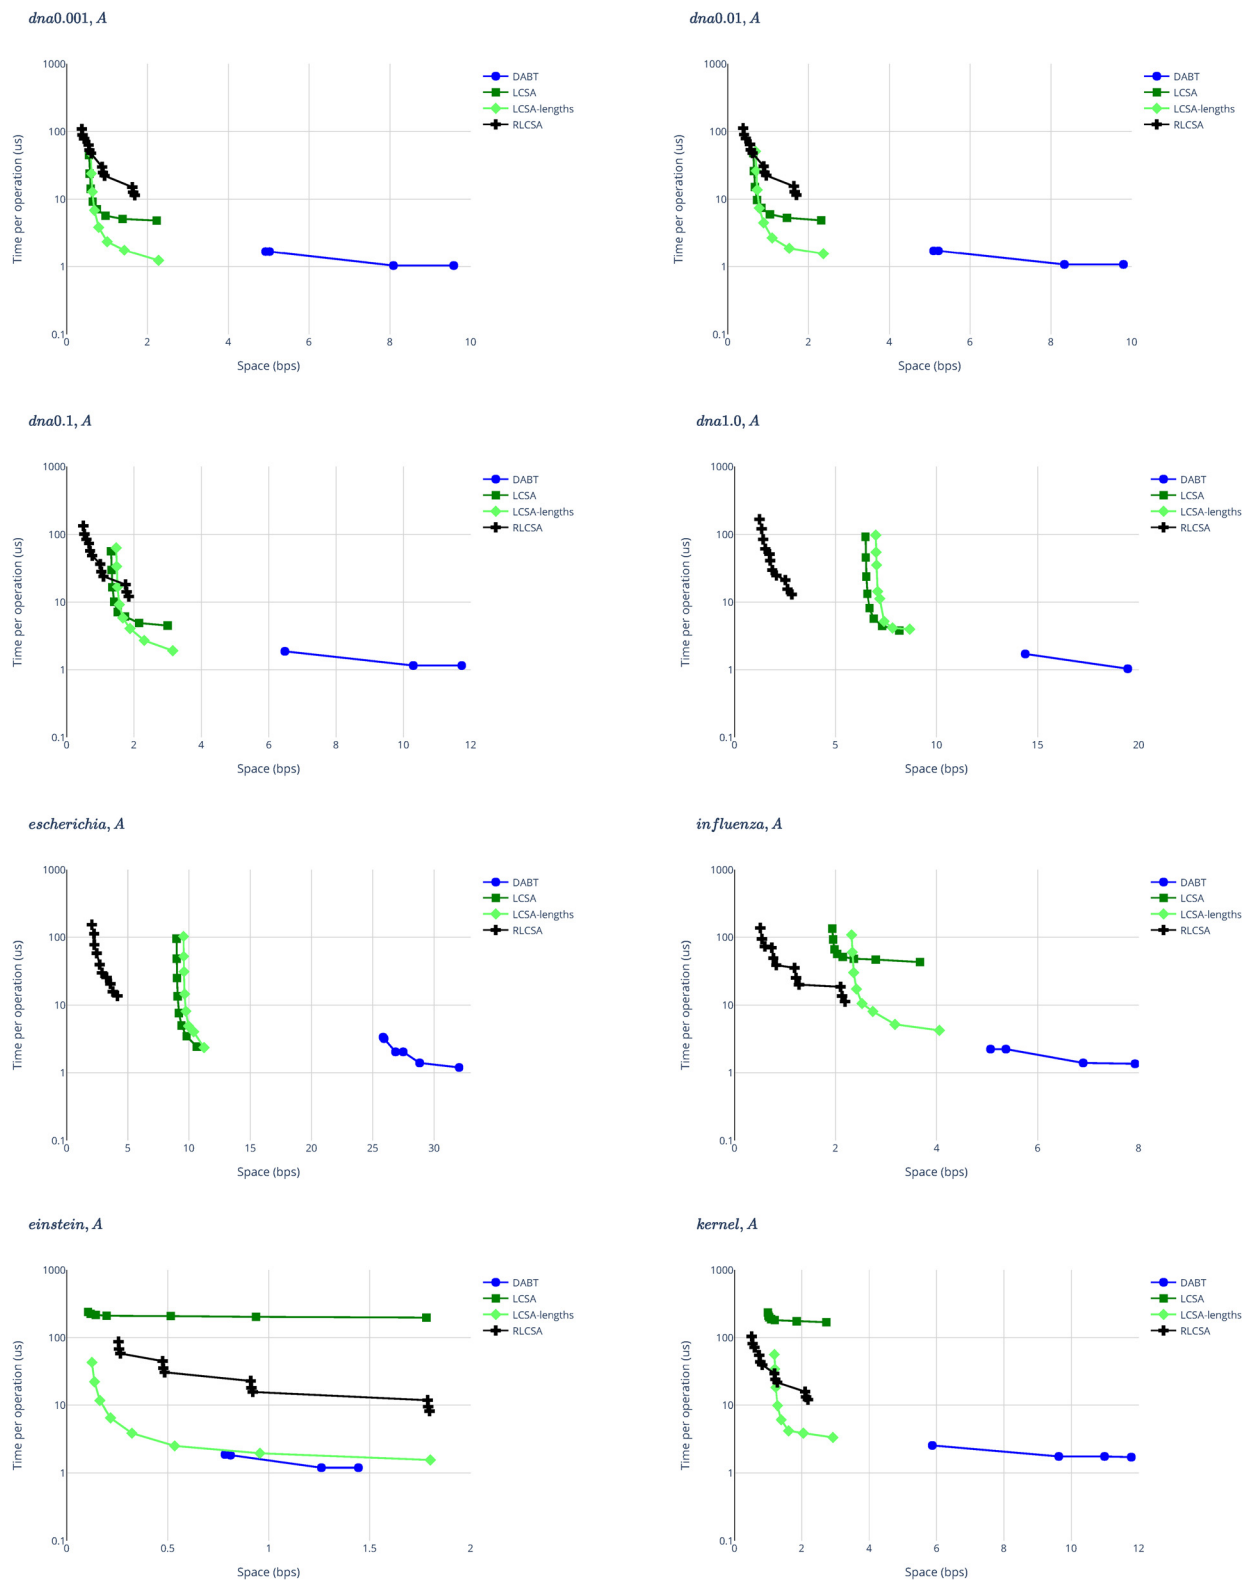 dna0.001, A
1000
100
10
1
0.1
0
2
4
6
8
10
Time per operation (us)
Space (bps)
DABT
LCSA
LCSA-lengths
RLCSA
dna0.01, A
1000
100
10
1
0.1
0
2
4
6
8
10
Time per operation (us)
Space (bps)
DABT
LCSA
LCSA-lengths
RLCSA
dna0.1, A
1000
100
10
1
0.1
0
2
4
6
8
10
12
Time per operation (us)
Space (bps)
DABT
LCSA
LCSA-lengths
RLCSA
dna1.0, A
1000
100
10
1
0.1
0
5
10
15
20
Time per operation (us)
Space (bps)
DABT
LCSA
LCSA-lengths
RLCSA
escherichia, A
1000
100
10
1
0.1
0
5
10
15
20
25
30
Time per operation (us)
Space (bps)
DABT
LCSA
LCSA-lengths
RLCSA
influenza, A
1000
100
10
1
0.1
0
2
4
6
8
Time per operation (us)
Space (bps)
DABT
LCSA
LCSA-lengths
RLCSA
einstein, A
1000
100
10
1
0.1
0
0.5
1
1.5
2
Time per operation (us)
Space (bps)
DABT
LCSA
LCSA-lengths
RLCSA
kernel, A
1000
100
10
1
0.1
0
2
4
6
8
10
12
Time per operation (us)
Space (bps)
DABT
LCSA
LCSA-lengths
RLCSA